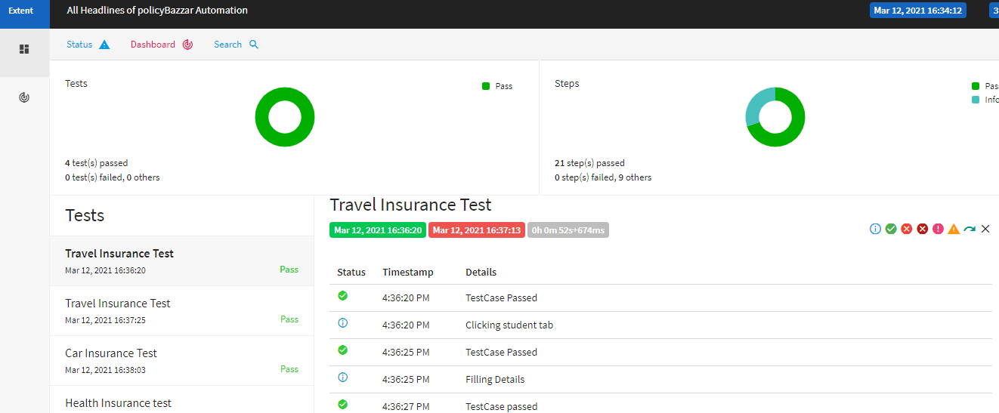 Extent
All Headlines of policyBazzar Automation
Mar 12, 2021 16:34:12
3
Status
Dashboard
Search
Tests
Pass
4 test(s) passed
0 test(s) failed, 0 others
Steps
Pas
Info
21 step(s) passed
0 step(s) failed, 9 others
Tests
Travel Insurance Test
Mar 12, 2021 16:36:20 Pass
Travel Insurance Test
Mar 12, 2021 16:37:25 Pass
Car Insurance Test
Mar 12, 2021 16:38:03 Pass
Health Insurance test
Travel Insurance Test
Mar 12, 2021 16:36:20 Mar 12, 2021 16:37:13 0h 0m 52s+674ms
Status Timestamp Details
4:36:20 PM TestCase Passed
4:36:20 PM Clicking student tab
4:36:25 PM TestCase Passed
4:36:25 PM Filling Details
4:36:27 PM TestCase passed